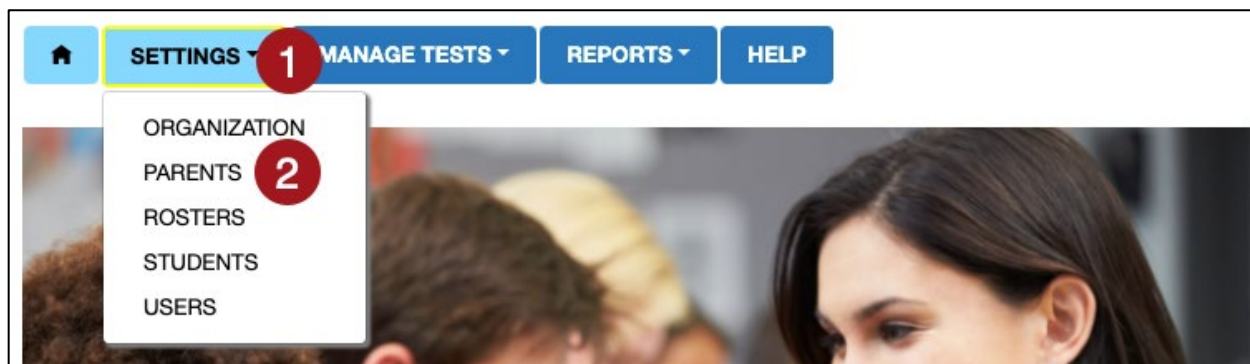 SETTINGS 1 MANAGE TESTS REPORTS HELP
ORGANIZATION
PARENTS 2
ROSTERS
STUDENTS
USERS